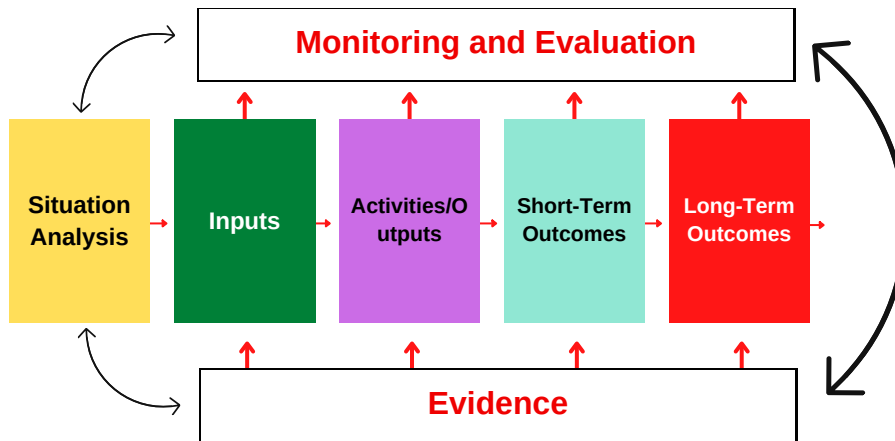 Monitoring and Evaluation
Situation
Analysis
Inputs
Activities/O
utputs
Short-Term
Outcomes
Long-Term
Outcomes
Evidence